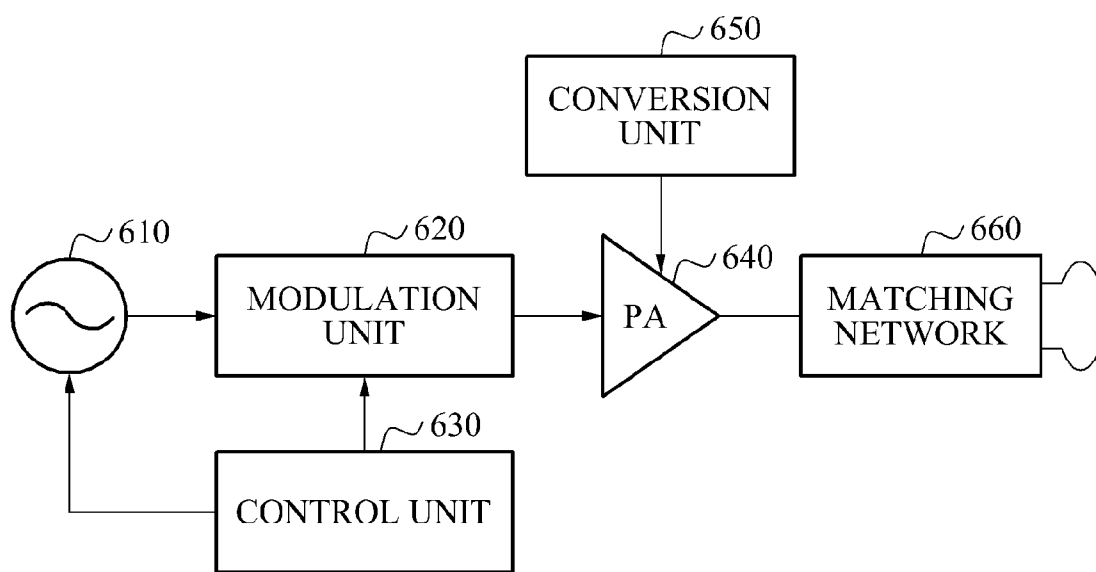 650
CONVERSION
UNIT
610
620
640
660
MODULATION
UNIT
PA
MATCHING
NETWORK
630
CONTROL UNIT